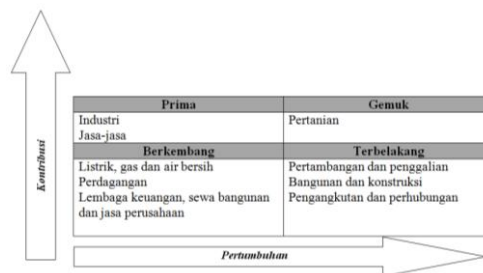 Kontribusi
Prima
Gemuk
Industri
Jasa-jasa
Pertanian
Berkembang
Terbelakang
Listrik, gas dan air bersih
Perdagangan
Lembaga keuangan, sewa bangunan
dan jasa perusahaan
Pertambangan dan penggalian
Bangunan dan konstruksi
Pengangkutan dan perhubungan
Pertumbuhan